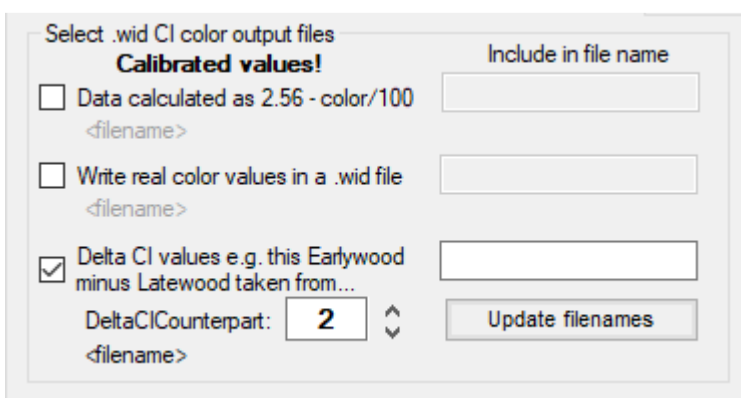 Select .wid CI color output files
Calibrated values!
Include in file name
Data calculated as 2.56 - color/100
<filename>
Write real color values in a .wid file
<filename>
Delta CI values e.g. this Earlywood
minus Latewood taken from...
DeltaCICounterpart: 2
Update filenames
<filename>